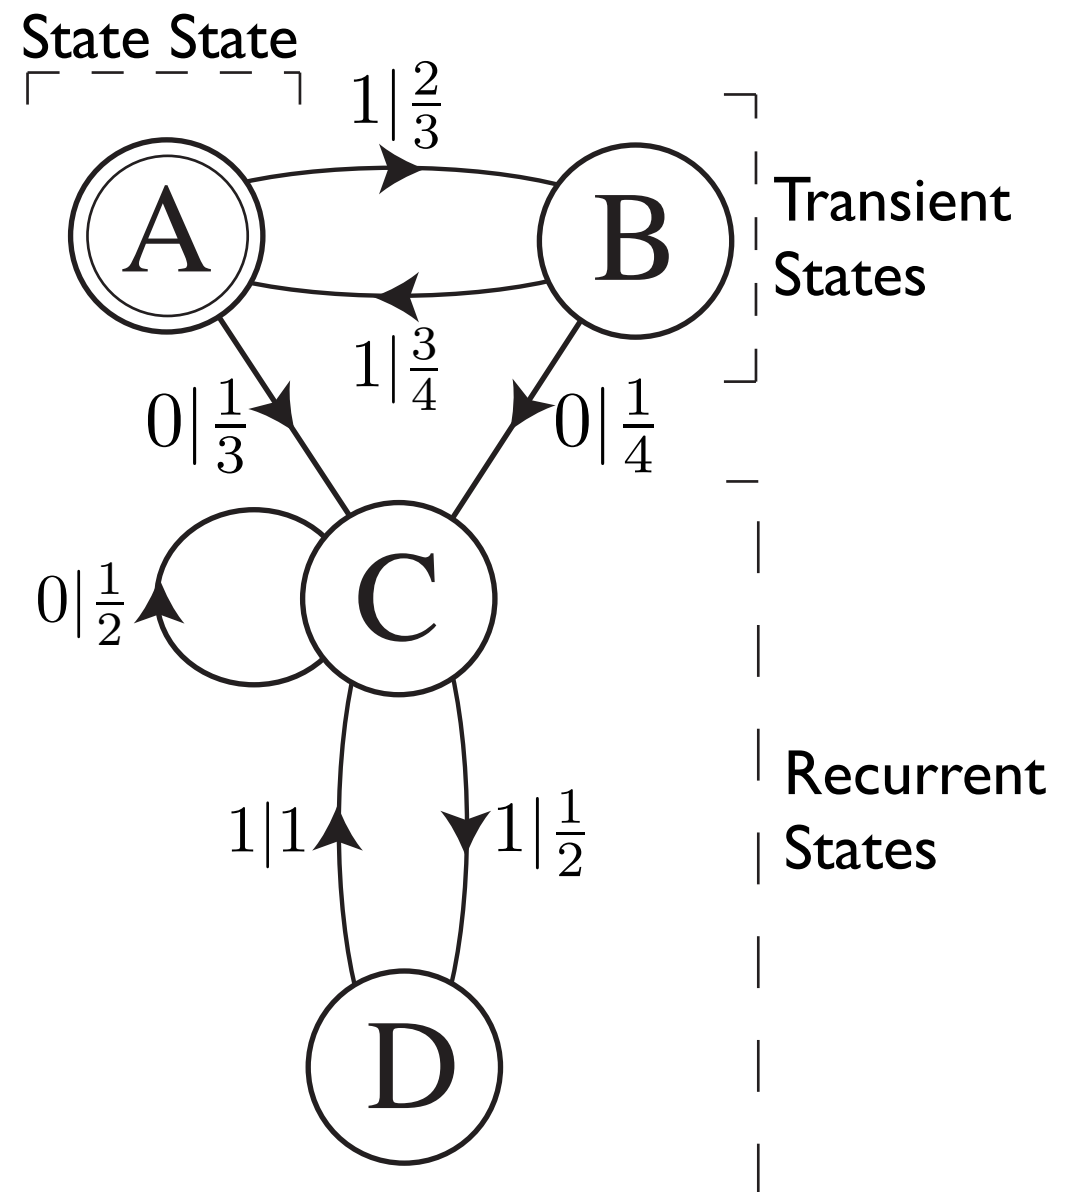 State State
1|2/3
A
B
Transient
States
1|3/4
0|1/3
0|1/4
C
0|1/2
Recurrent
States
1|1
1|1/2
D